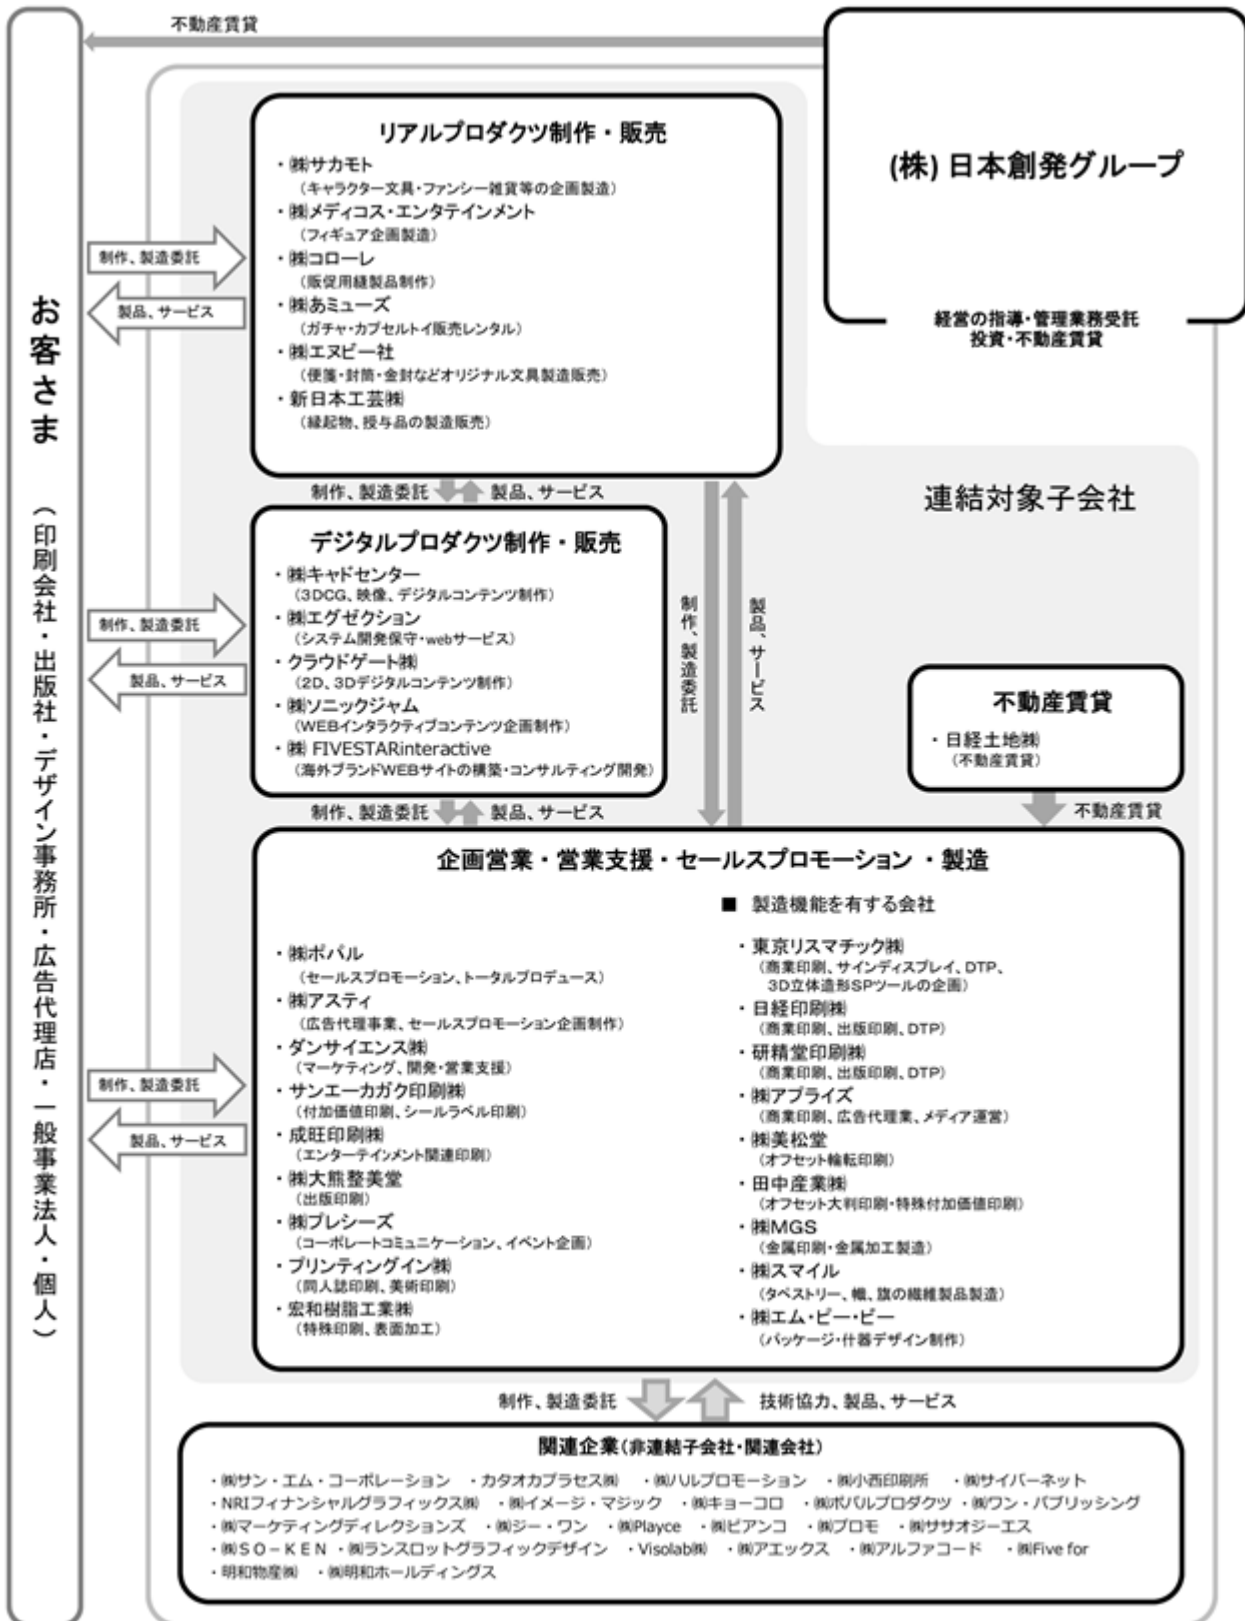 不動産賃貸
(株) 日本創発グループ
経営の指導・管理業務受託
投資・不動産賃貸
お客さま （印刷会社・出版社・デザイン事務所・広告代理店・一般事業法人・個人）
連結対象子会社
リアルプロダクツ制作・販売
・㈱サカモト
（キャラクター文具・ファンシー雑貨等の企画製造）
・㈱メディコス・エンタテインメント
（フィギュア企画製造）
・㈱コローレ
（販促用縫製品制作）
・㈱あミューズ
（ガチャ・カプセルトイ販売レンタル）
・㈱エヌビー社
（便箋・封筒・金封などオリジナル文具製造販売）
・新日本工芸㈱
（縁起物、授与品の製造販売）
制作、製造委託
製品、サービス
制作、製造委託 製品、サービス
デジタルプロダクツ制作・販売
・㈱キャドセンター
（3DCG、映像、デジタルコンテンツ制作）
・㈱エグゼクション
（システム開発保守・webサービス）
・クラウドゲート㈱
（2D、3Dデジタルコンテンツ制作）
・㈱ソニックジャム
（WEBインタラクティブコンテンツ企画制作）
・㈱ FIVESTARinteractive
（海外ブランドWEBサイトの構築・コンサルティング開発）
制作、製造委託
製品、サービス
制作、製造委託
製品、サービス
不動産賃貸
・日経土地㈱
（不動産賃貸）
不動産賃貸
制作、製造委託 製品、サービス
企画営業・営業支援・セールスプロモーション ・製造
・㈱ポパル
（セールスプロモーション、トータルプロデュース）
・㈱アスティ
（広告代理事業、セールスプロモーション企画制作）
・ダンサイエンス㈱
（マーケティング、開発・営業支援）
・サンエーカガク印刷㈱
（付加価値印刷、シールラベル印刷）
・成旺印刷㈱
（エンターテインメント関連印刷）
・㈱大熊整美堂
（出版印刷）
・㈱プレシーズ
（コーポレートコミュニケーション、イベント企画）
・プリンティングイン㈱
（同人誌印刷、美術印刷）
・宏和樹脂工業㈱
（特殊印刷、表面加工）
■ 製造機能を有する会社
・東京リスマチック㈱
（商業印刷、サインディスプレイ、DTP、
3D立体造形SPツールの企画）
・日経印刷㈱
（商業印刷、出版印刷、DTP）
・研精堂印刷㈱
（商業印刷、出版印刷、DTP）
・㈱アプライズ
（商業印刷、広告代理業、メディア運営）
・㈱美松堂
（オフセット輪転印刷）
・田中産業㈱
（オフセット大判印刷・特殊付加価値印刷）
・㈱MGS
（金属印刷・金属加工製造）
・㈱スマイル
（タペストリー、幟、旗の繊維製品製造）
・㈱エム・ピー・ビー
（パッケージ・什器デザイン制作）
制作、製造委託
製品、サービス
制作、製造委託 技術協力、製品、サービス
関連企業（非連結子会社・関連会社）
・㈱サン・エム・コーポレーション ・カタオカプラセス㈱ ・㈱ハルプロモーション ・㈱小西印刷所 ・㈱サイバーネット
・NRIフィナンシャルグラフィックス㈱ ・㈱イメージ・マジック ・㈱キョーコロ ・㈱ポパルプロダクツ ・㈱ワン・パブリッシング
・㈱マーケティングディレクションズ ・㈱ジー・ワン ・㈱Playce ・㈱ピアンコ ・㈱プロモ ・㈱ササオジーエス
・㈱ＳＯ－ＫＥＮ ・㈱ランスロットグラフィックデザイン ・Visolab㈱ ・㈱アエックス ・㈱アルファコード ・㈱Five for
・明和物産㈱ ・㈱明和ホールディングス